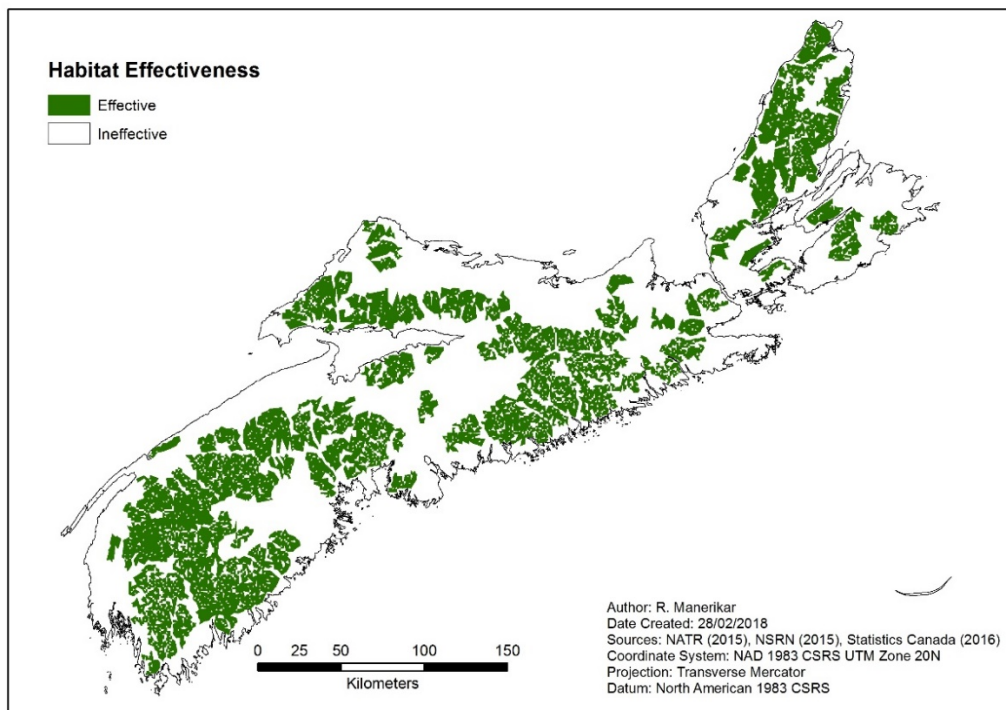 Habitat Effectiveness
Effective
Ineffective
0 50 100 150
Kilometers
Author: R. Manerikar
Date Created: 28/02/2018
Sources: NATR (2015), NSRN (2015), Statistics Canada (2016)
Coordinate System: NAD 1983 CSRS UTM Zone 20N
Projection: Transverse Mercator
Datum: North American 1983 CSRS